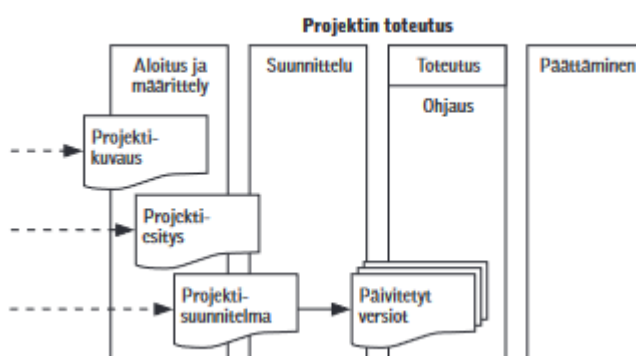 Projektin toteutus
Aloitus ja
määrittely
Suunnittelu
Toteutus
Päättäminen
Ohjaus
Projekti-
kuvaus
Projekti-
esitys
Projekti-
suunnitelma
Päivitetyt
versiot